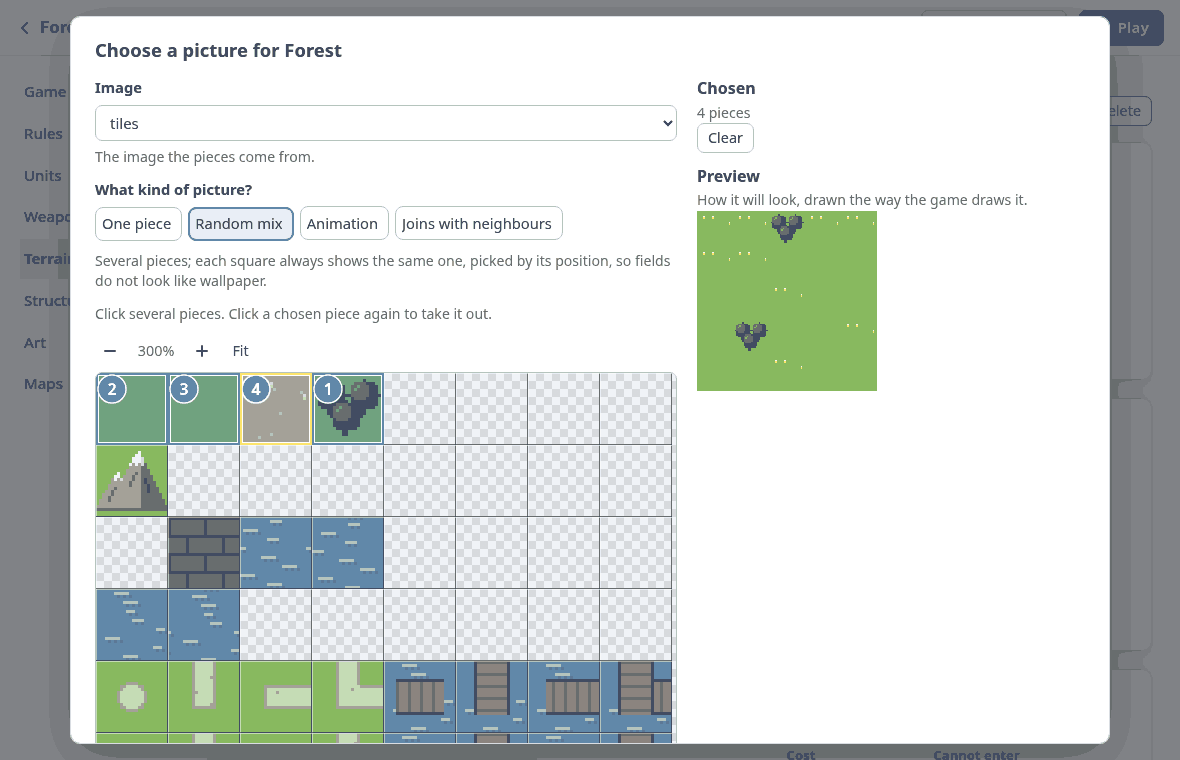 Choose a picture for Forest
Image
tiles
The image the pieces come from.
What kind of picture?
One piece
Random mix
Animation
Joins with neighbours
Several pieces; each square always shows the same one, picked by its position, so fields
do not look like wallpaper.
Click several pieces. Click a chosen piece again to take it out.
300%
Fit
2
3
4
1
Chosen
4 pieces
Clear
Preview
How it will look, drawn the way the game draws it.
Play
Game
Rules
Units
Art
Maps
Cost
Cannot enter